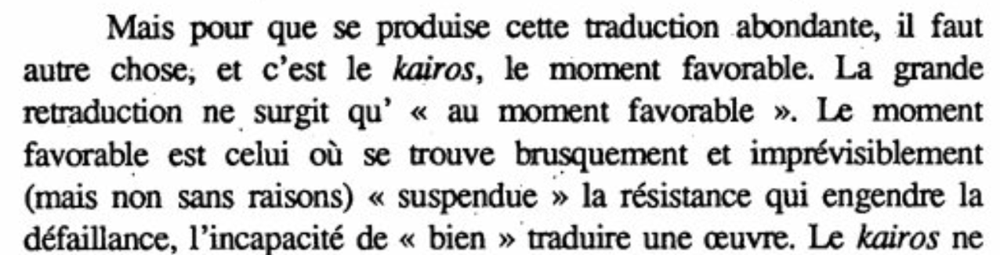 Mais pour que se produise cette traduction abondante, il faut
autre chose, et c'est le kairos, le moment favorable. La grande
retraduction ne surgit qu' « au moment favorable ». Le moment
favorable est celui où se trouve brusquement et imprévisiblement
(mais non sans raisons) « suspendue » la résistance qui engendre la
défaillance, l'incapacité de « bien » traduire une œuvre. Le kairos ne